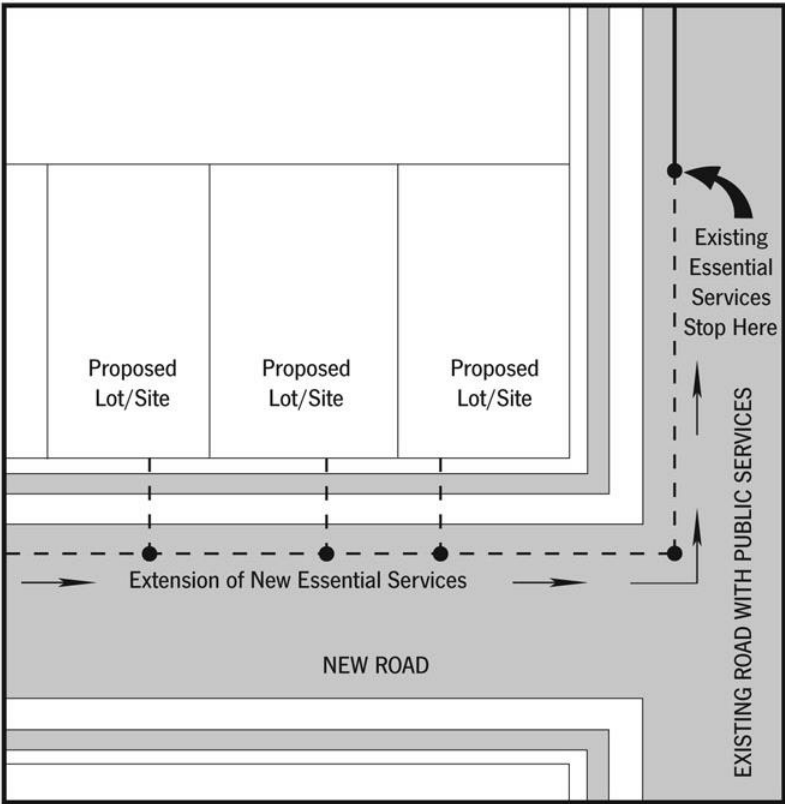 Existing
Essential
Services
Stop Here
Proposed
Lot/Site
Proposed
Lot/Site
Proposed
Lot/Site
EXISTING ROAD WITH PUBLIC SERVICES
Extension of New Essential Services
NEW ROAD